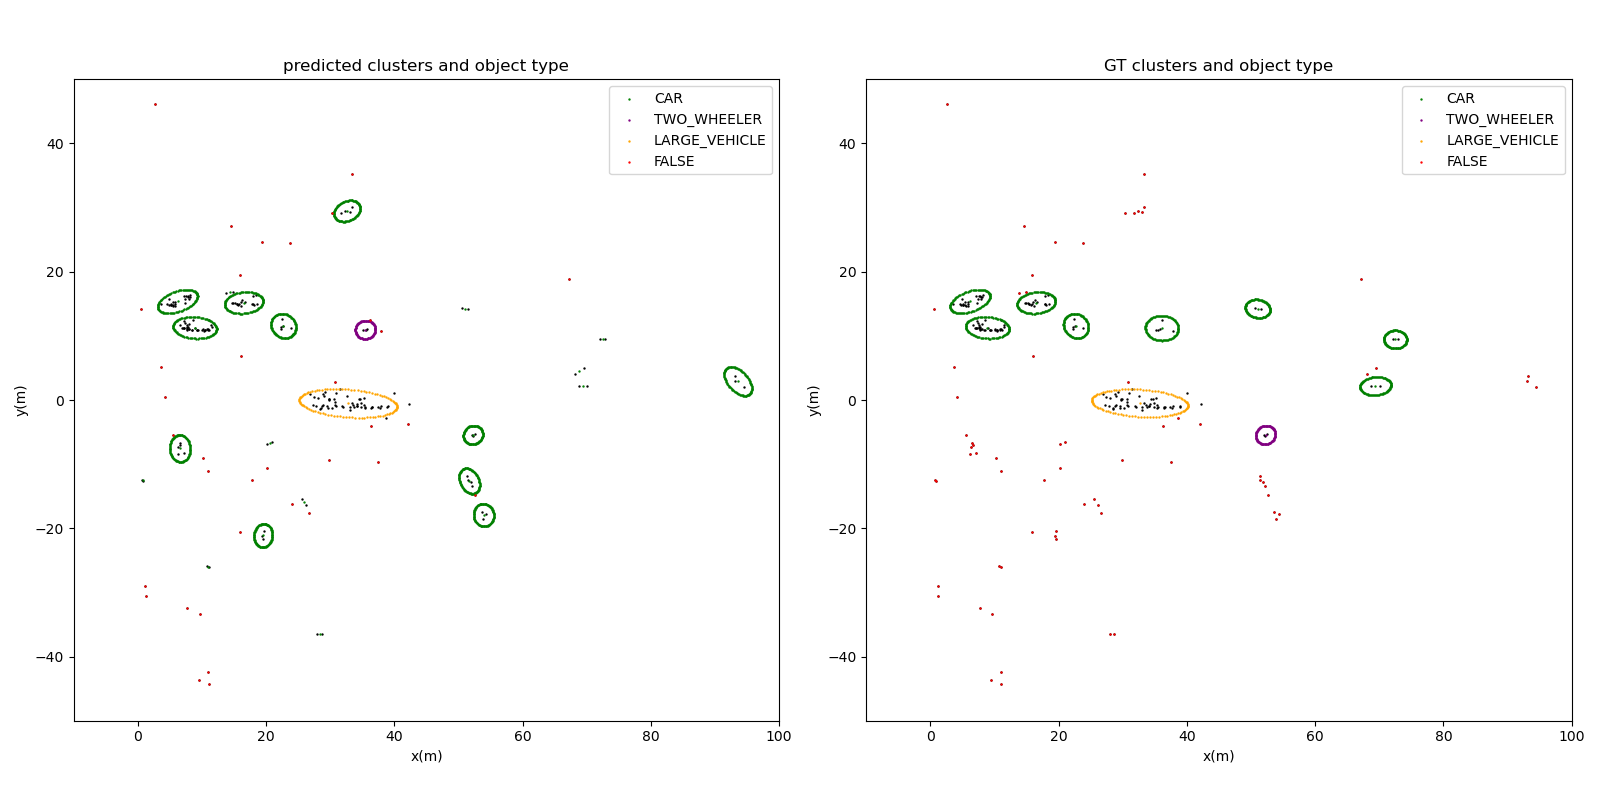 predicted clusters and object type
CAR
TWO_WHEELER
LARGE_VEHICLE
FALSE
40
20
0
−20
−40
y(m)
0
20
40
60
80
100
x(m)
GT clusters and object type
CAR
TWO_WHEELER
LARGE_VEHICLE
FALSE
40
20
0
−20
−40
y(m)
0
20
40
60
80
100
x(m)